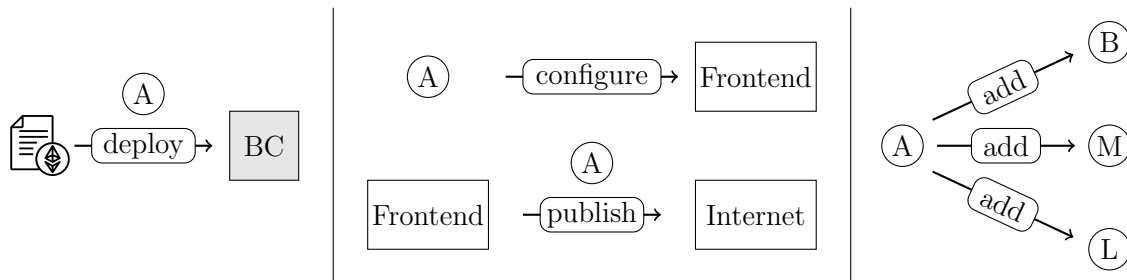 A
deploy
BC
A
configure
Frontend
A
Frontend
publish
Internet
A
add
B
add
M
add
L